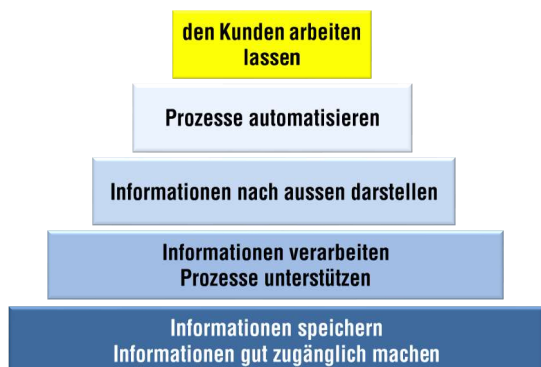 den Kunden arbeiten
lassen
Prozesse automatisieren
Informationen nach aussen darstellen
Informationen verarbeiten
Prozesse unterstützen
Informationen speichern
Informationen gut zugänglich machen